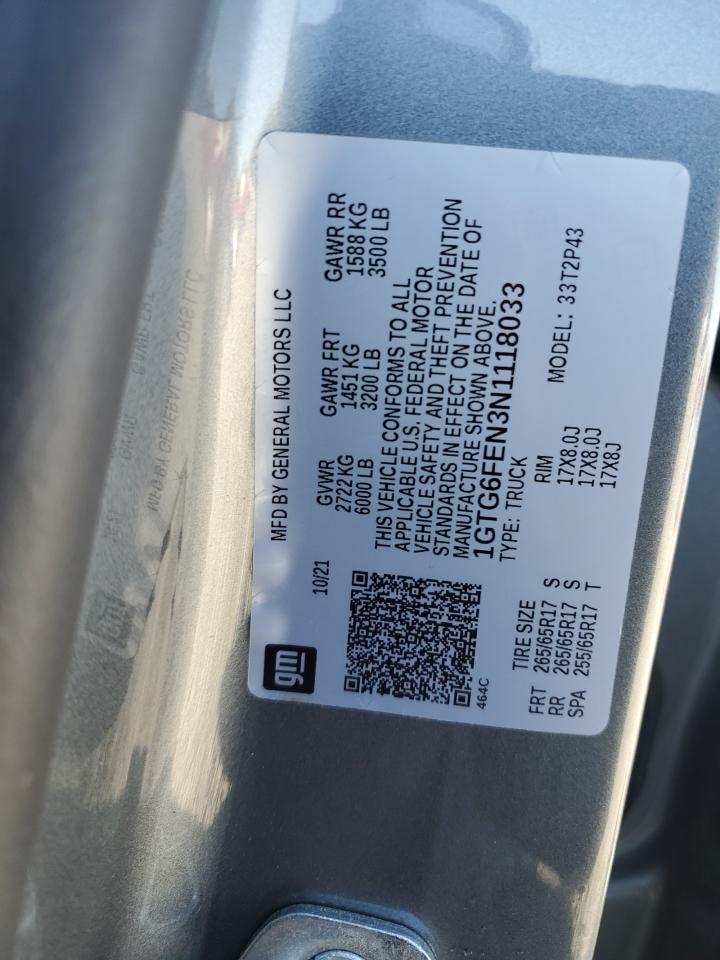 gm
MFD BY GENERAL MOTORS LLC
10/21
GVWR GAWR FRT GAWR RR
2722 KG 1451 KG 1588 KG
6000 LB 3200 LB 3500 LB
THIS VEHICLE CONFORMS TO ALL
APPLICABLE U.S. FEDERAL MOTOR
VEHICLE SAFETY AND THEFT PREVENTION
STANDARDS IN EFFECT ON THE DATE OF
MANUFACTURE SHOWN ABOVE.
1GTG6FEN3N1118033
464C
TYPE: TRUCK MODEL: 33T2P43
TIRE SIZE RIM
FRT 265/65R17 S 17X8.0J
RR 265/65R17 S 17X8.0J
SPA 255/65R17 T 17X8J